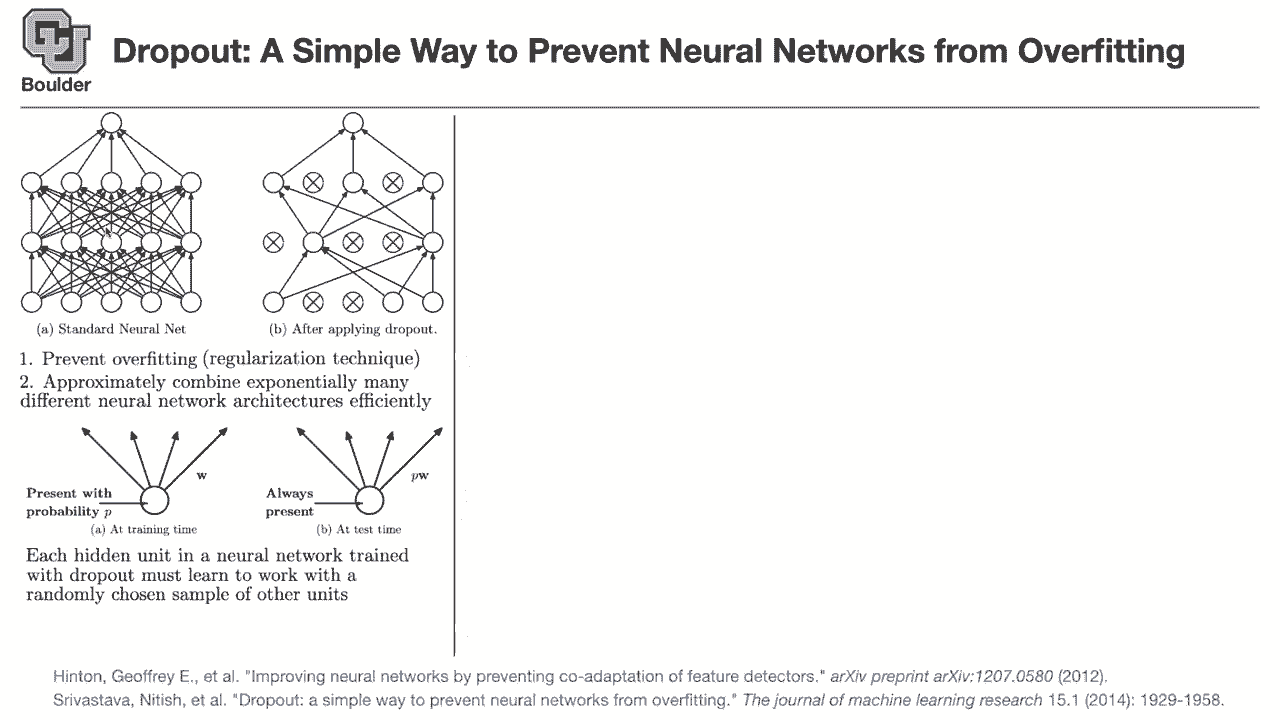 Boulder
Dropout: A Simple Way to Prevent Neural Networks from Overfitting
(a) Standard Neural Net
(b) After applying dropout.
1. Prevent overfitting (regularization technique)
2. Approximately combine exponentially many
different neural network architectures efficiently
w
Present with
probability p
(a) At training time
pw
Always
present
(b) At test time
Each hidden unit in a neural network trained
with dropout must learn to work with a
randomly chosen sample of other units
Hinton, Geoffrey E., et al. "Improving neural networks by preventing co-adaptation of feature detectors." arXiv preprint arXiv:1207.0580 (2012).
Srivastava, Nitish, et al. "Dropout: a simple way to prevent neural networks from overfitting." The journal of machine learning research 15.1 (2014): 1929-1958.